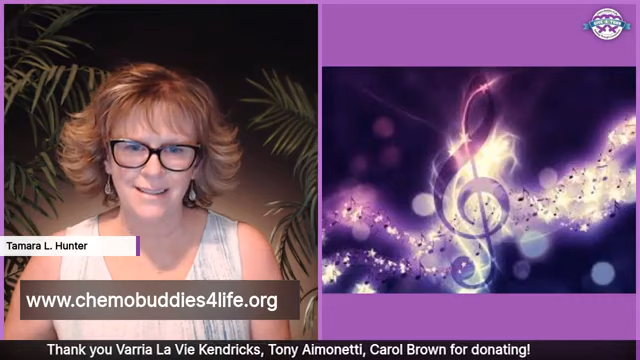 Tamara L. Hunter
www.chemobuddies4life.org
Thank you Varria La Vie Kendricks, Tony Aimonetti, Carol Brown for donating!